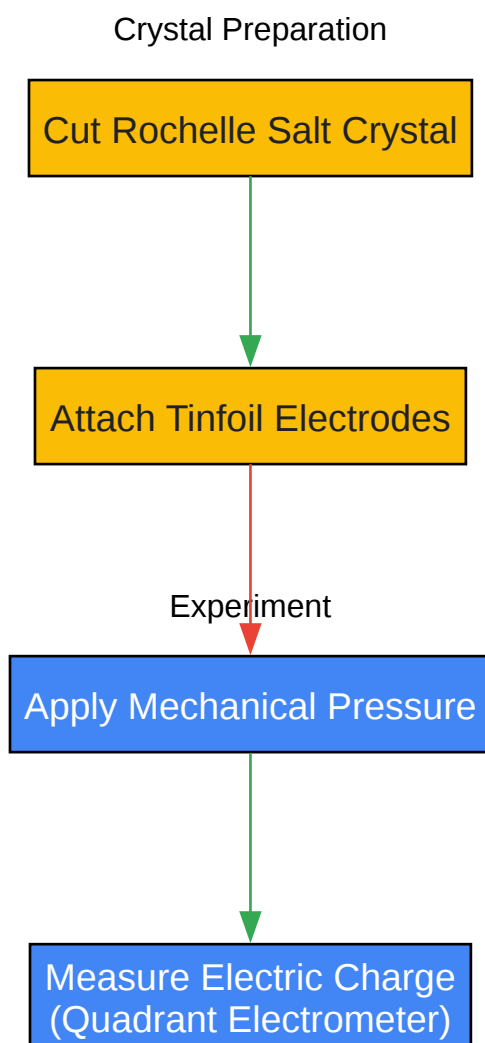 Crystal Preparation
Cut Rochelle Salt Crystal
Attach Tinfoil Electrodes
Experiment
Apply Mechanical Pressure
Measure Electric Charge
(Quadrant Electrometer)